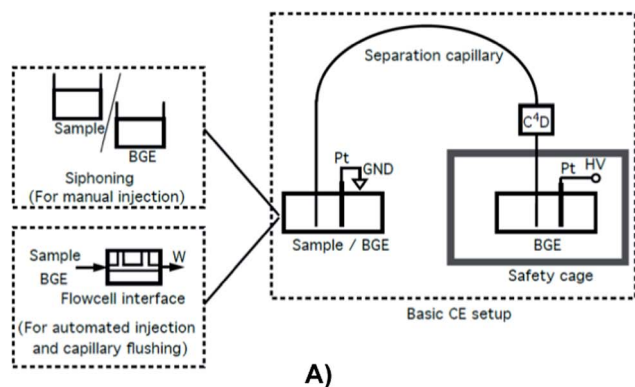 Sample
BGE
Siphoning
(For manual injection)
Sample
BGE
W
Flowcell interface
(For automated injection
and capillary flushing)
Separation capillary
C⁴D
Pt
GND
Sample / BGE
Pt
HV
BGE
Safety cage
Basic CE setup
A)